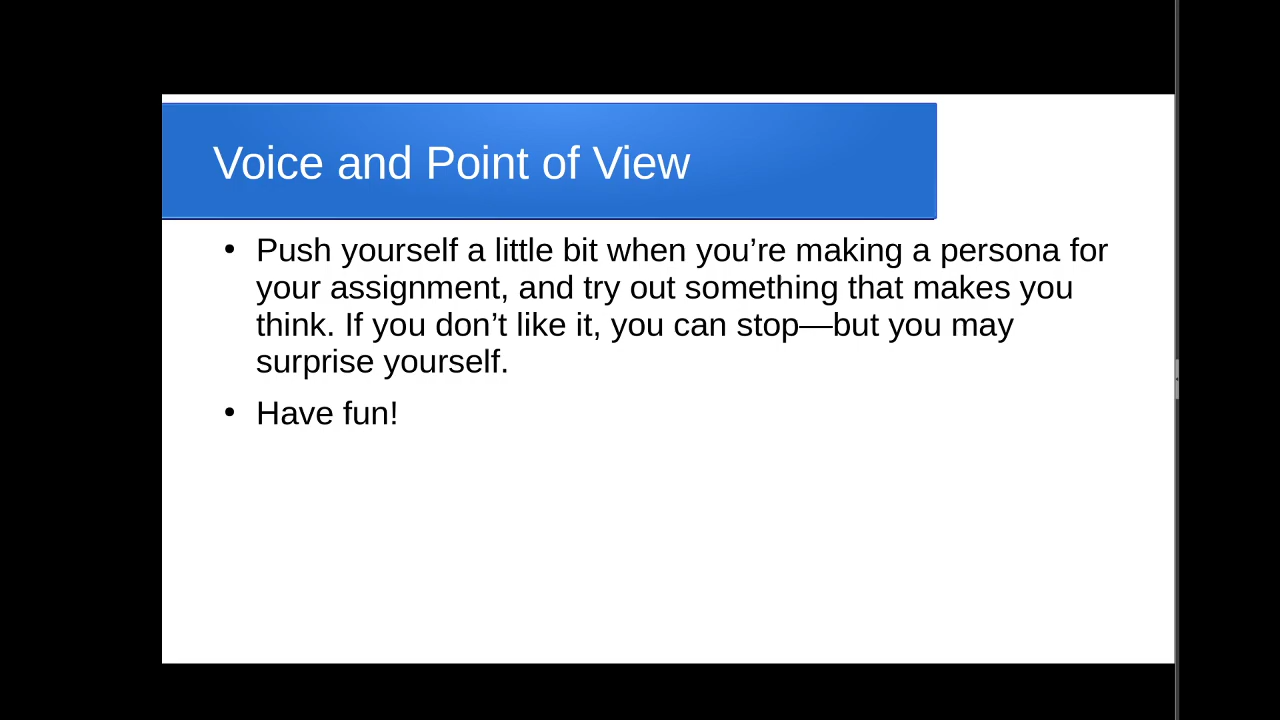 Voice and Point of View
• Push yourself a little bit when you’re making a persona for
your assignment, and try out something that makes you
think. If you don’t like it, you can stop—but you may
surprise yourself.
• Have fun!